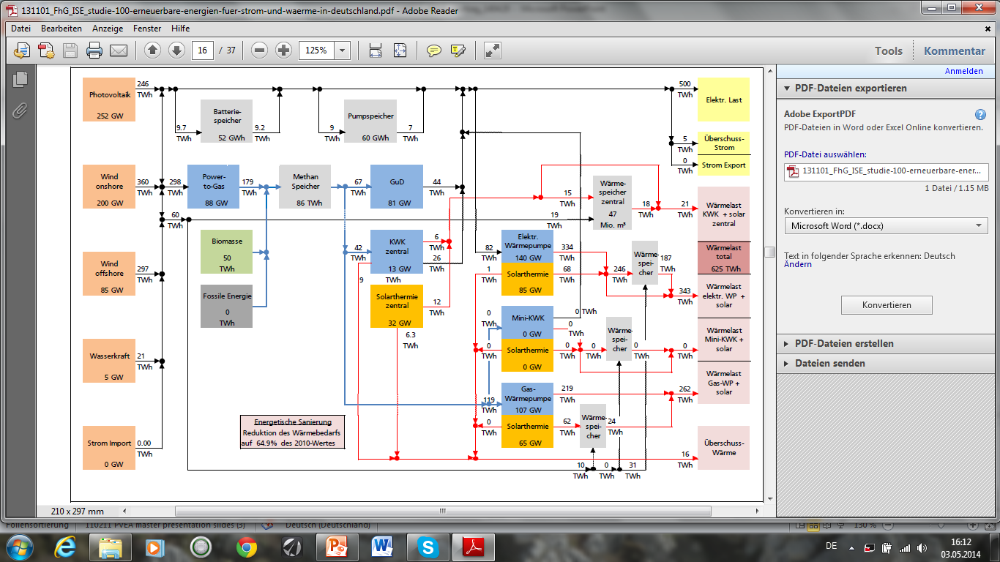 131101_FhG_ISE_studie-100-erneuerbare-energien-fuer-strom-und-waerme-in-deutschland.pdf - Adobe Reader
Datei Bearbeiten Anzeige Fenster Hilfe
16 / 37 125% Tools Kommentar
Anmelden
Photovoltaik
252 GW
246
TWh
Batterie-
speicher
52 GWh
9.7
TWh
9.2
TWh
Pumpspeicher
60 GWh
9
TWh
7
TWh
500
TWh
Elektr. Last
5
TWh
Überschuss-
Strom
0
TWh
Strom Export
Wind
onshore
200 GW
360
TWh
298
TWh
Power-
to-Gas
88 GW
179
TWh
Methan
Speicher
86 TWh
67
TWh
GuD
81 GW
44
TWh
15
TWh
Wärme-
speicher
zentral
47
Mio. m³
18
TWh
21
TWh
Wärmelast
KWK + solar
zentral
60
TWh
19
TWh
Biomasse
50
TWh
42
TWh
KWK
zentral
13 GW
6
TWh
26
TWh
9
TWh
82
TWh
Elektr.
Wärmepumpe
140 GW
334
TWh
Wärme-
spei-
cher
187
TWh
Wärmelast
total
625 TWh
Wind
offshore
85 GW
297
TWh
1
TWh
Solarthermie
85 GW
68
TWh
246
TWh
343
TWh
Wärmelast
elektr. WP +
solar
Fossile Energie
0
TWh
Solarthermie
zentral
32 GW
12
TWh
6.3
TWh
0
TWh
Mini-KWK
0 GW
0 TWh
0
TWh
Wärme-
spei-
cher
Wasserkraft
5 GW
21
TWh
0
TWh
Solarthermie
0 GW
0
TWh
0
TWh
0
TWh
0
TWh
Wärmelast
Mini-KWK +
solar
119
TWh
Gas-
Wärmepumpe
107 GW
219
TWh
262
TWh
Wärmelast
Gas-WP +
solar
0
TWh
Solarthermie
65 GW
62
TWh
Wärme-
spei-
cher
24
TWh
Energetische Sanierung
Reduktion des Wärmebedarfs
auf 64.9% des 2010-Wertes
Strom Import
0 GW
0.00
TWh
16
TWh
Überschuss-
Wärme
10
TWh
0
TWh
31
TWh
210 x 297 mm
PDF-Dateien exportieren
Adobe ExportPDF
PDF-Dateien in Word oder Excel Online konvertieren.
PDF-Datei auswählen:
131101_FhG_ISE_studie-100-erneuerbare-ener...
1 Datei / 1.15 MB
Konvertieren in:
Microsoft Word (*.docx)
Text in folgender Sprache erkennen: Deutsch
Ändern
Konvertieren
PDF-Dateien erstellen
Dateien senden
Foliensortierung 110211 PVEA master presentation slides (5) Deutsch (Deutschland) 130 %
DE 16:12
03.05.2014